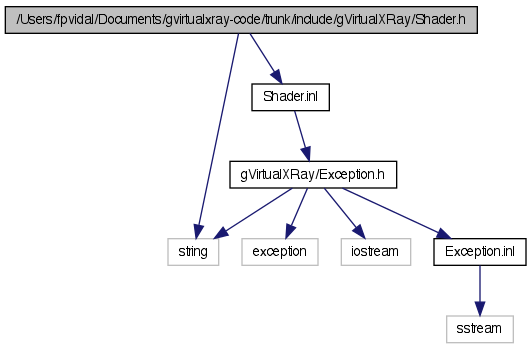 /Users/fpvidal/Documents/gvirtualxray-code/trunk/include/gVirtualXRay/Shader.h
Shader.inl
gVirtualXRay/Exception.h
string
exception
iostream
Exception.inl
sstream